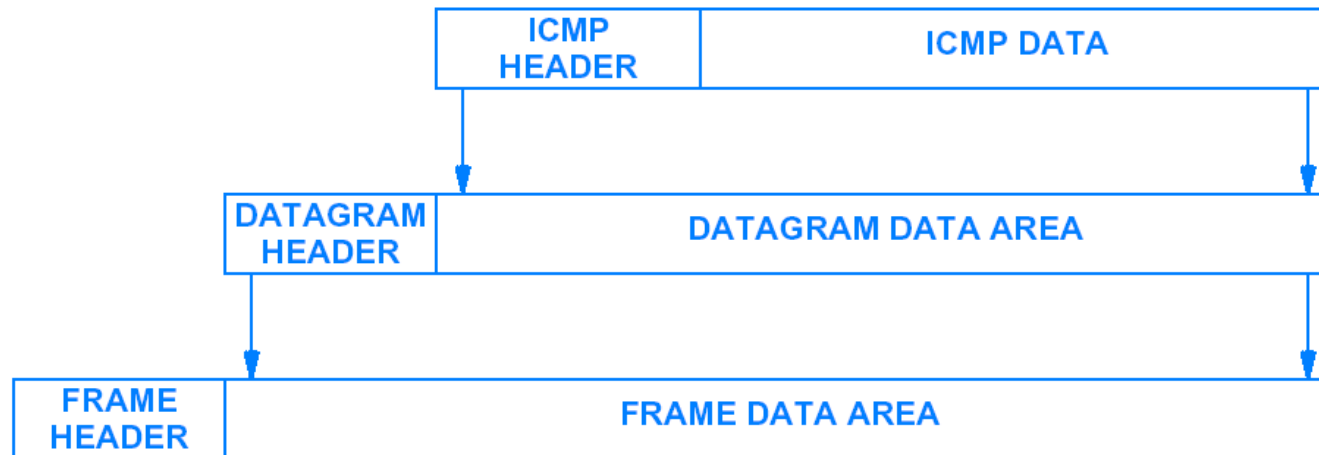 ICMP
HEADER
ICMP DATA
DATAGRAM
HEADER
DATAGRAM DATA AREA
FRAME
HEADER
FRAME DATA AREA